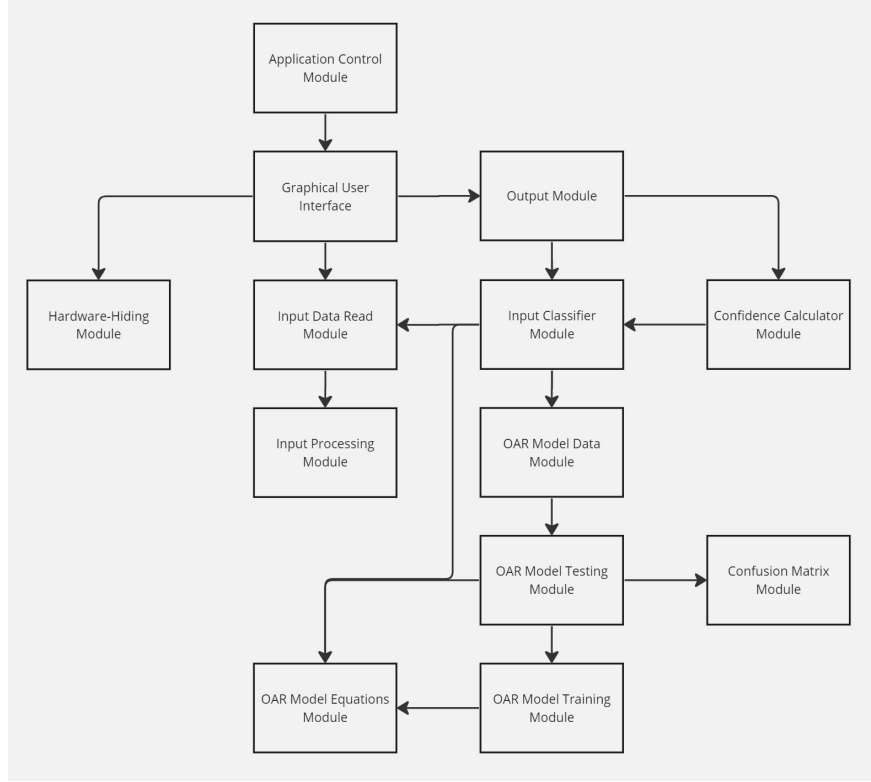 Application Control
Module
Graphical User
Interface
Output Module
Hardware-Hiding
Module
Input Data Read
Module
Input Classifier
Module
Confidence Calculator
Module
Input Processing
Module
OAR Model Data
Module
OAR Model Testing
Module
Confusion Matrix
Module
OAR Model Equations
Module
OAR Model Training
Module